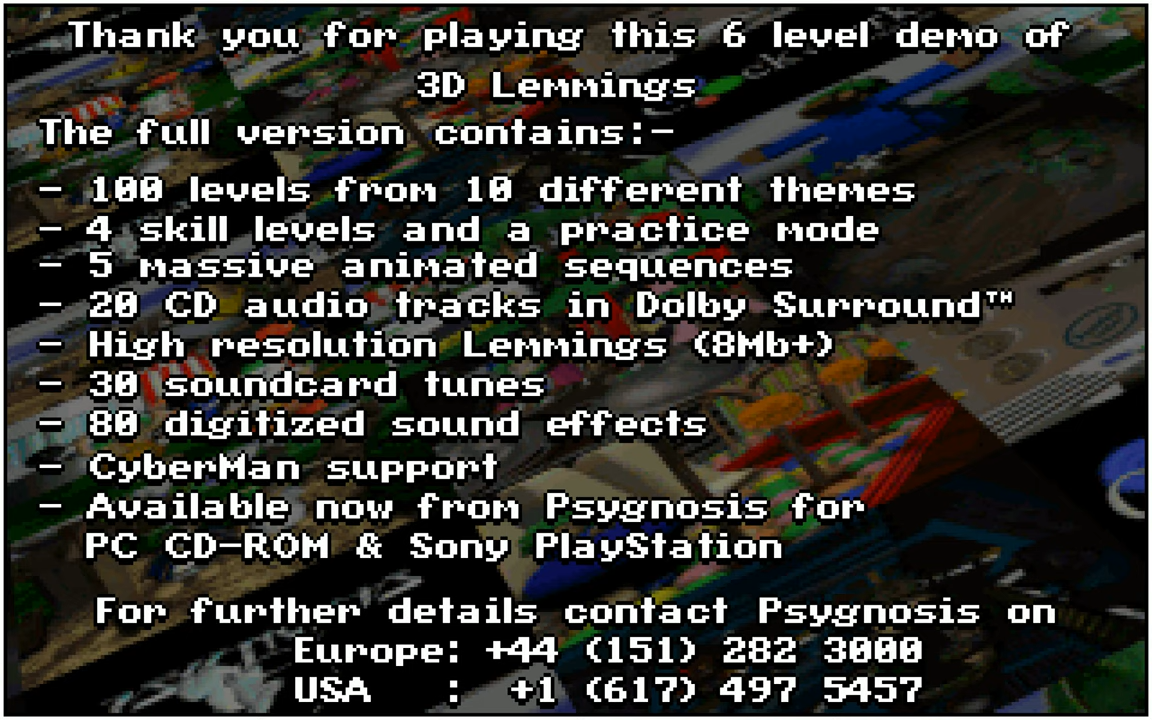 Thank you for playing this 6 level demo of
3D Lemmings
The full version contains:-
- 100 levels from 10 different themes
- 4 skill levels and a practice mode
- 5 massive animated sequences
- 20 CD audio tracks in Dolby Surround™
- High resolution Lemmings (8Mb+)
- 30 soundcard tunes
- 80 digitized sound effects
- CyberMan support
- Available now from Psygnosis for
PC CD-ROM & Sony PlayStation
For further details contact Psygnosis on
Europe: +44 (151) 282 3000
USA : +1 (617) 497 5457